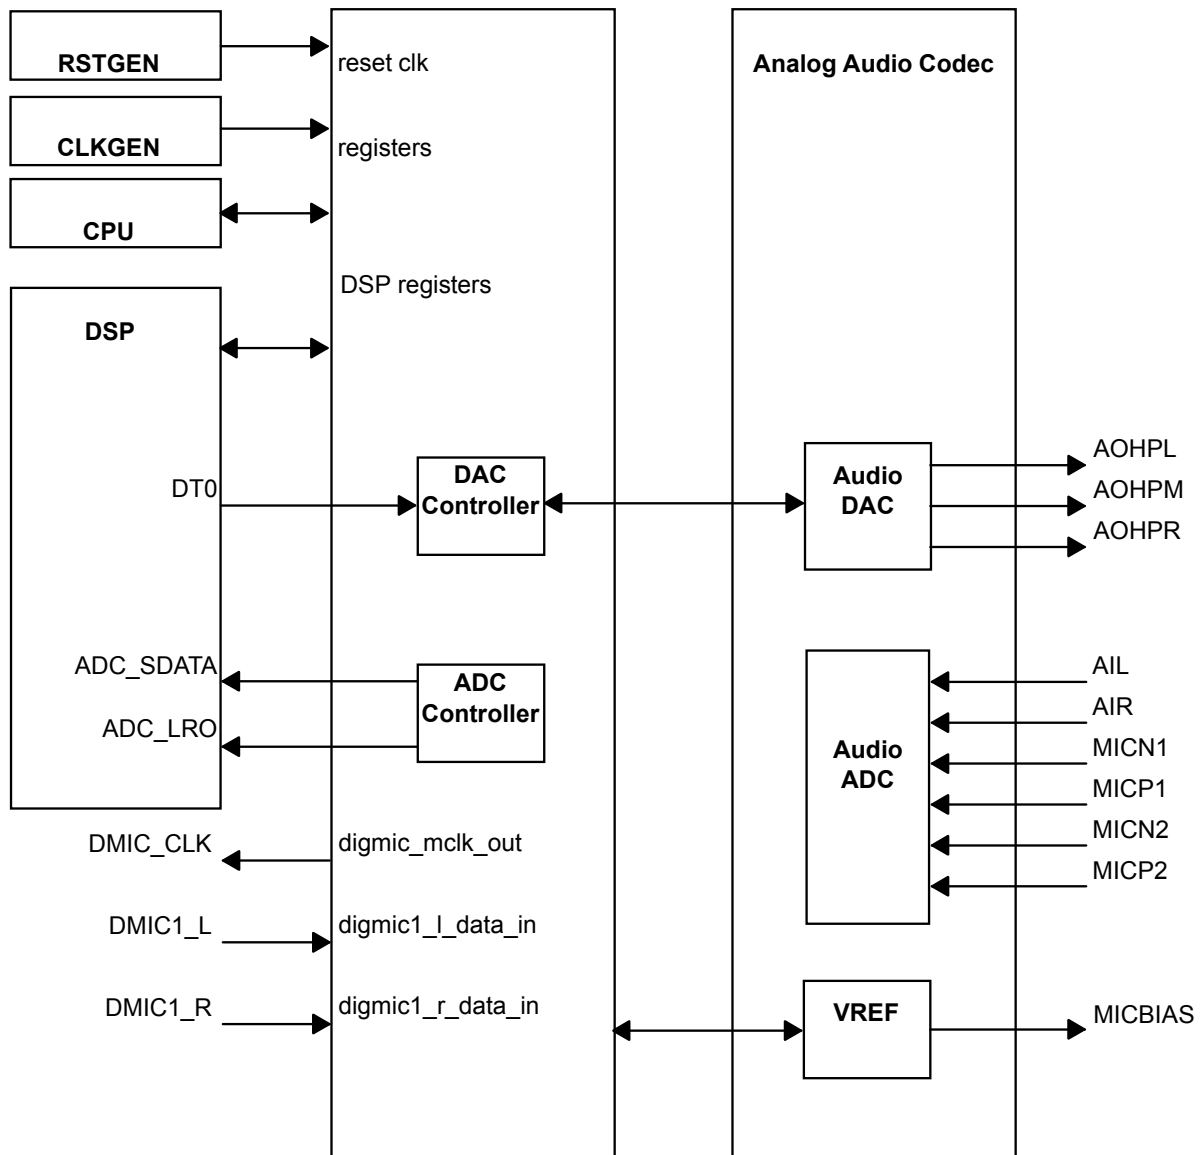 RSTGEN
reset clk
Analog Audio Codec
CLKGEN
registers
CPU
DSP registers
DSP
DT0
DAC
Controller
Audio
DAC
AOHPL
AOHPM
AOHPR
ADC_SDATA
ADC_LRO
ADC
Controller
Audio
ADC
AIL
AIR
MICN1
MICP1
MICN2
MICP2
DMIC_CLK
digmic_mclk_out
DMIC1_L
digmic1_l_data_in
DMIC1_R
digmic1_r_data_in
VREF
MICBIAS